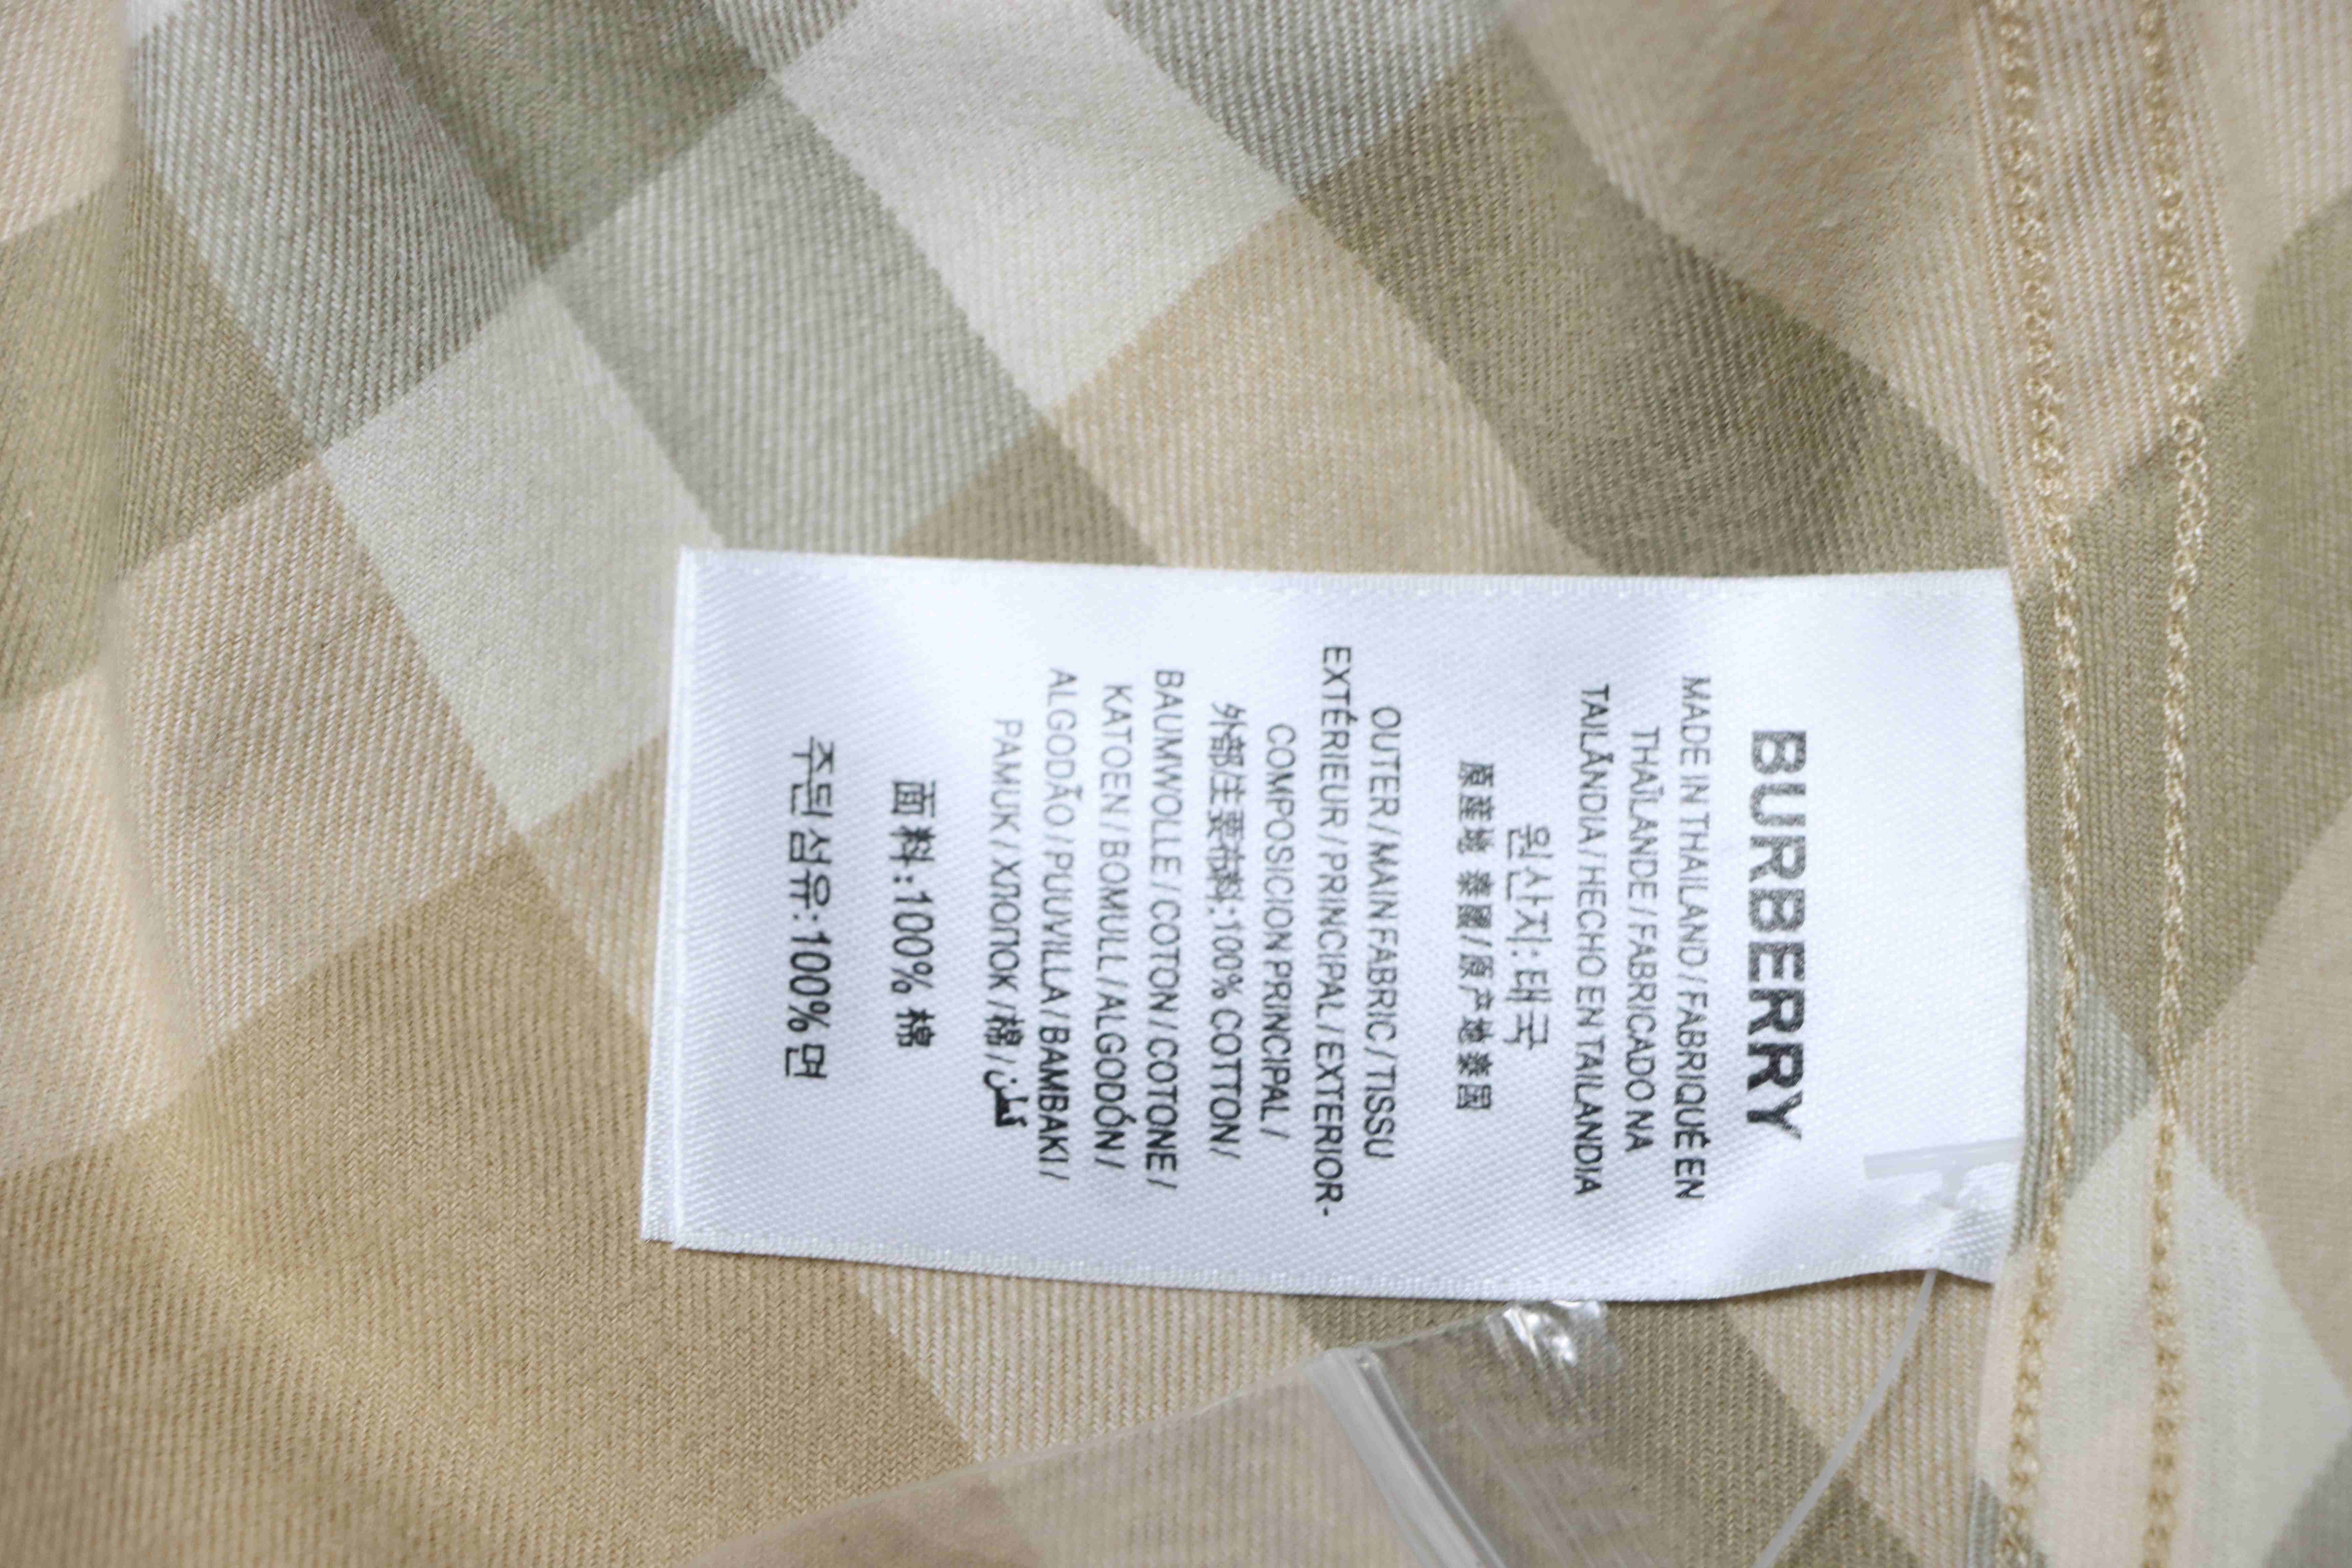 BURBERRY
MADE IN THAILAND / FABRIQUÉ EN
THAÏLANDE / FABRICADO NA
TAILÂNDIA / HECHO EN TAILANDIA
원산지: 태국
原産地 泰國 / 原产地泰国
OUTER / MAIN FABRIC / TISSU
EXTÉRIEUR / PRINCIPAL / EXTERIOR-
COMPOSICION PRINCIPAL /
外部主要布料:100% COTTON /
BAUMWOLLE / COTON / COTONE /
KATOEN / BOMULL / ALGODÓN /
ALGODÃO / PUUVILLA / BAMBAKI /
PAMUK / ХЛОПОК / 棉 / قطن
面料:100% 棉
주된섬유:100% 면